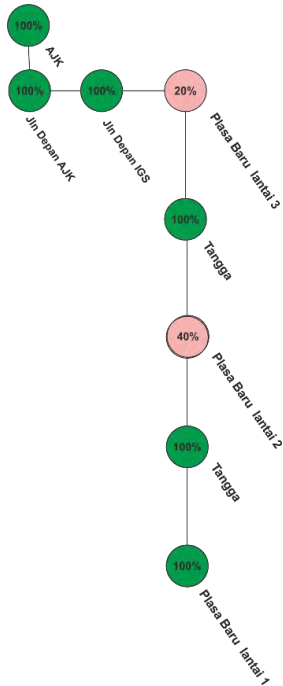 100%
AJK
100%
Jln Depan AJK
100%
Jln Depan IGS
20%
Plasa Baru lantai 3
100%
Tangga
40%
Plasa Baru lantai 2
100%
Tangga
100%
Plasa Baru lantai 1